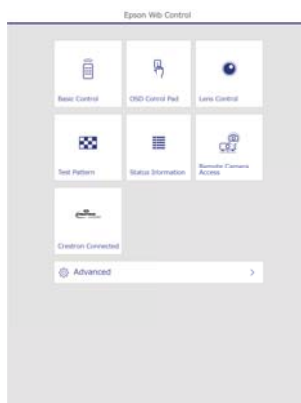 Epson Web Control
Basic Control
OSD Control Pad
Lens Control
Test Pattern
Status Information
Remote Camera
Access
Crestron Connected
Advanced